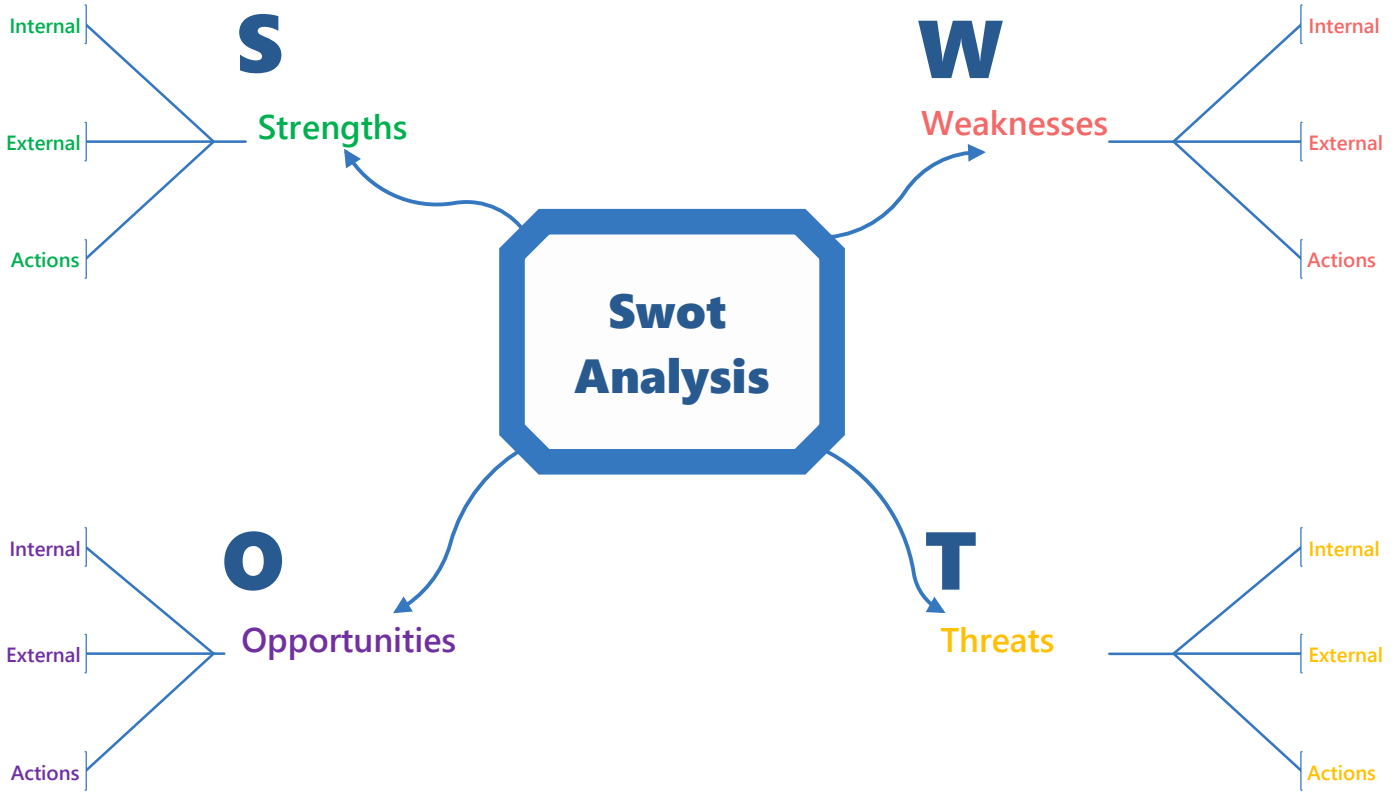 S
Strengths
Internal
External
Actions
W
Weaknesses
Internal
External
Actions
Swot
Analysis
O
Opportunities
Internal
External
Actions
T
Threats
Internal
External
Actions